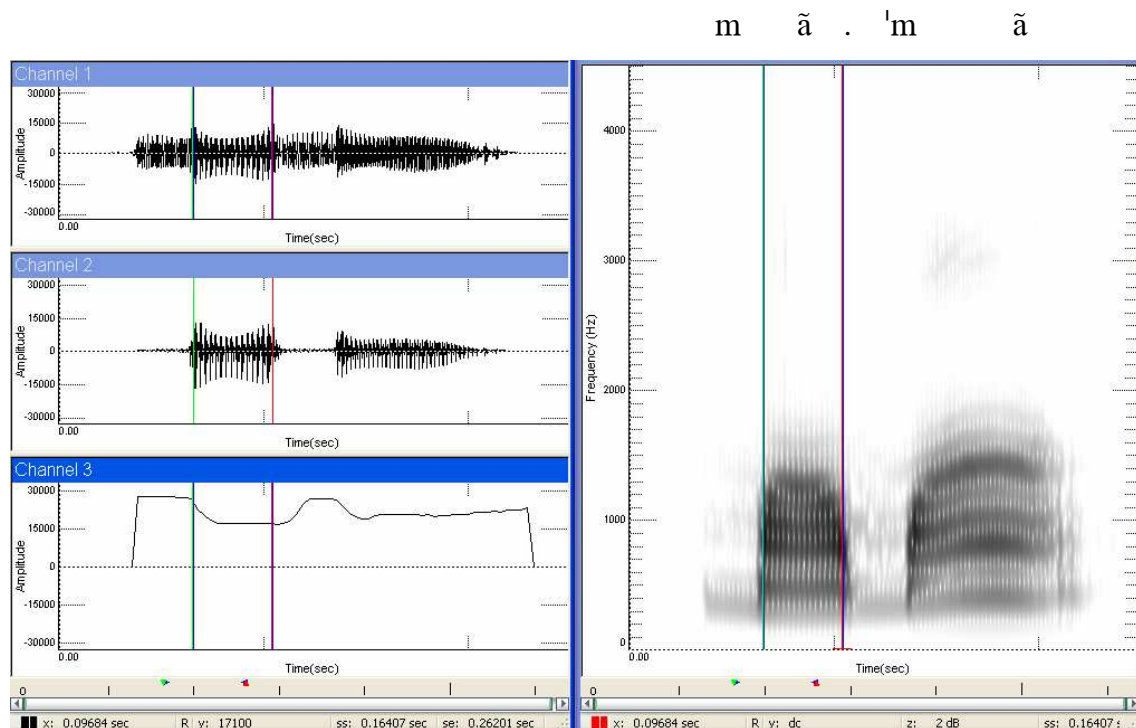 m ã . ˈm ã
Channel 1
30000
15000
0
-15000
-30000
Amplitude
0.00
Time(sec)
Channel 2
30000
15000
0
-15000
-30000
Amplitude
0.00
Time(sec)
Channel 3
30000
15000
0
-15000
-30000
Amplitude
0.00
Time(sec)
0
x: 0.09684 sec R y: 17100 ss: 0.16407 sec se: 0.26201 sec
4000
3000
2000
1000
0
Frequency (Hz)
0.00
Time(sec)
0
x: 0.09684 sec R y: dc z: 2 dB ss: 0.16407